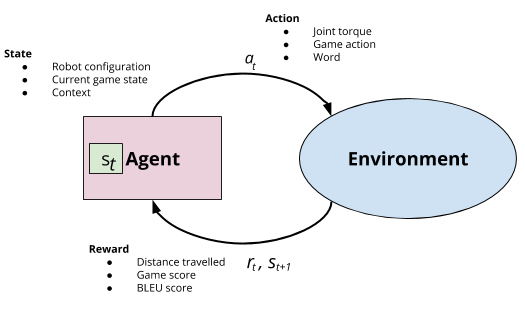 Action
● Joint torque
● Game action
● Word
State
● Robot configuration
● Current game state
● Context
a_t
s_t Agent
Environment
Reward
● Distance travelled
● Game score
● BLEU score
r_t, s_{t+1}